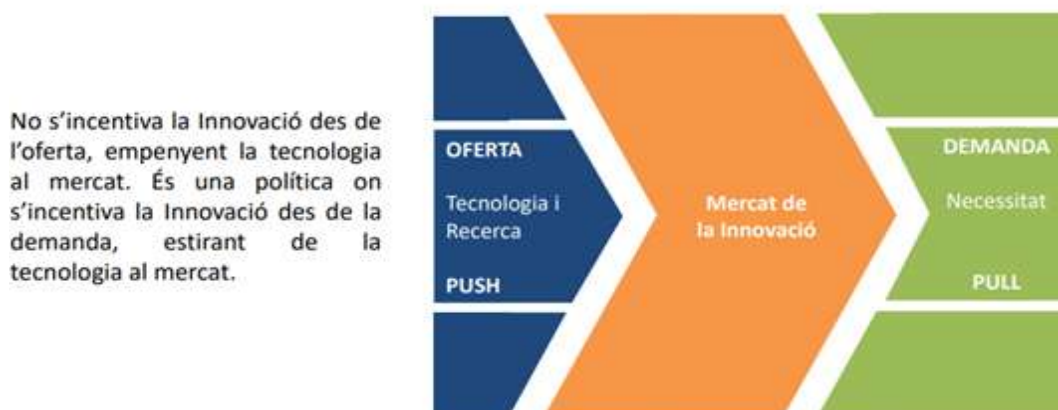 No s'incentiva la Innovació des de
l'oferta, empenyent la tecnologia
al mercat. És una política on
s'incentiva la Innovació des de la
demanda, estirant de la
tecnologia al mercat.
OFERTA
Tecnologia i
Recerca
PUSH
Mercat de
la Innovació
DEMANDA
Necessitat
PULL